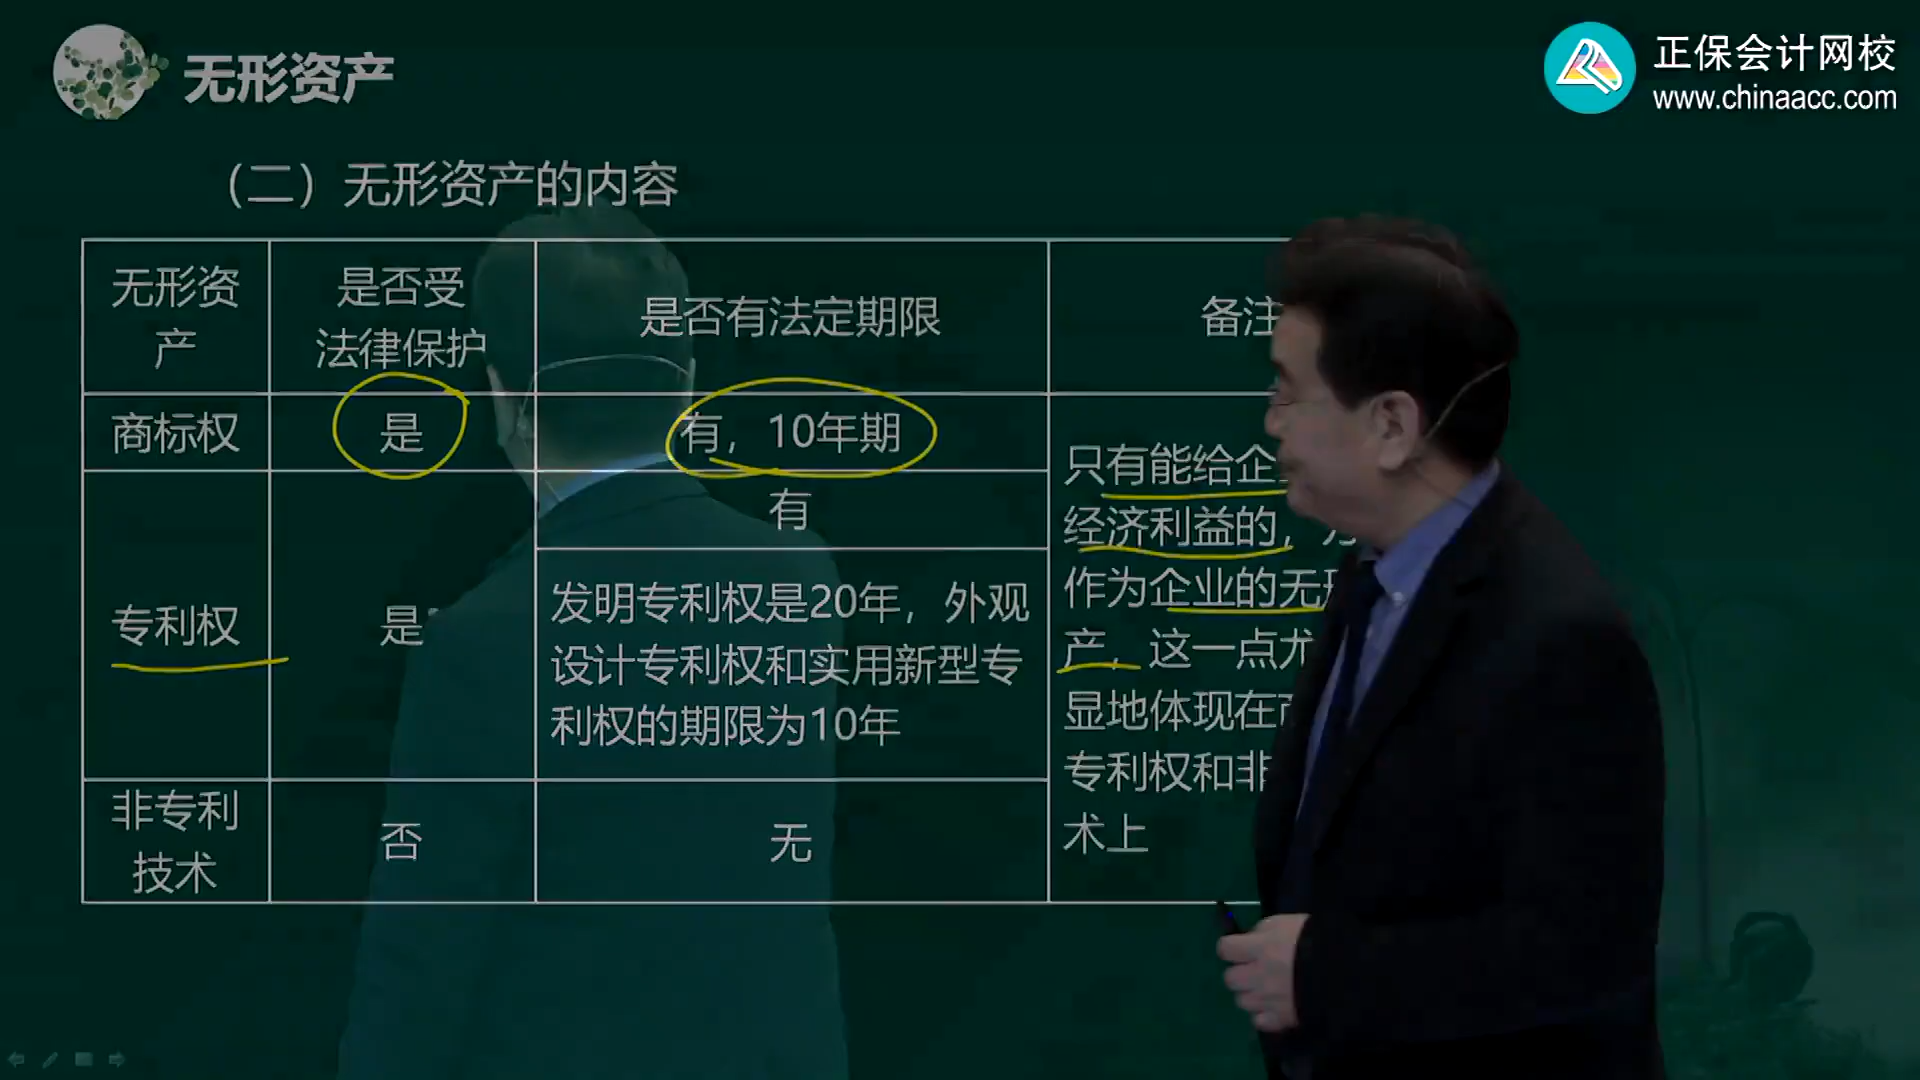 无形资产
正保会计网校
www.chinaacc.com
（二）无形资产的内容
无形资
产
是否受
法律保护
是否有法定期限
备注
商标权
是
有，10年期
专利权
是
有
发明专利权是20年，外观
设计专利权和实用新型专
利权的期限为10年
非专利
技术
否
无
只有能给企
经济利益的，
作为企业的无形
产，这一点尤
显地体现在
专利权和非
术上